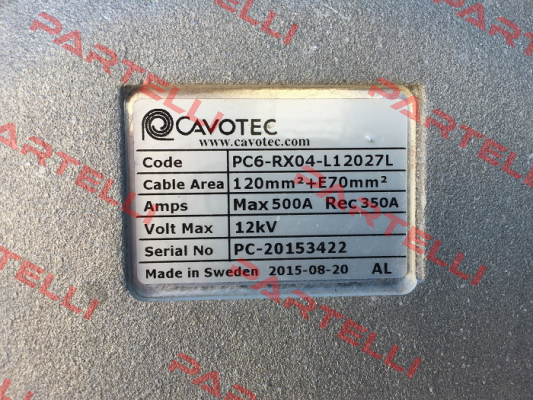 CAVOTEC
www.cavotec.com
Code PC6-RX04-L12027L
Cable Area 120mm²+E70mm²
Amps Max 500A Rec 350A
Volt Max 12kV
Serial No PC-20153422
Made in Sweden 2015-08-20 AL
PARTELLI
PARTELLI
PARTELLI
PARTELLI
PARTELLI
PARTELLI